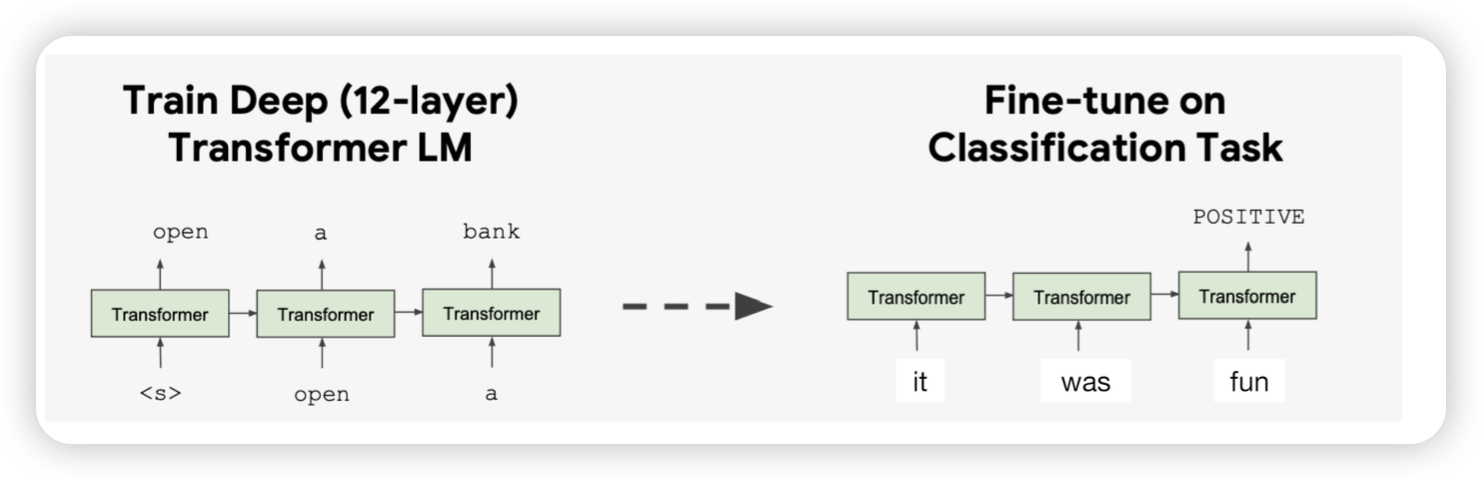 Train Deep (12-layer)
Transformer LM
open a bank
Transformer Transformer Transformer
<s> open a
Fine-tune on
Classification Task
POSITIVE
Transformer Transformer Transformer
it was fun